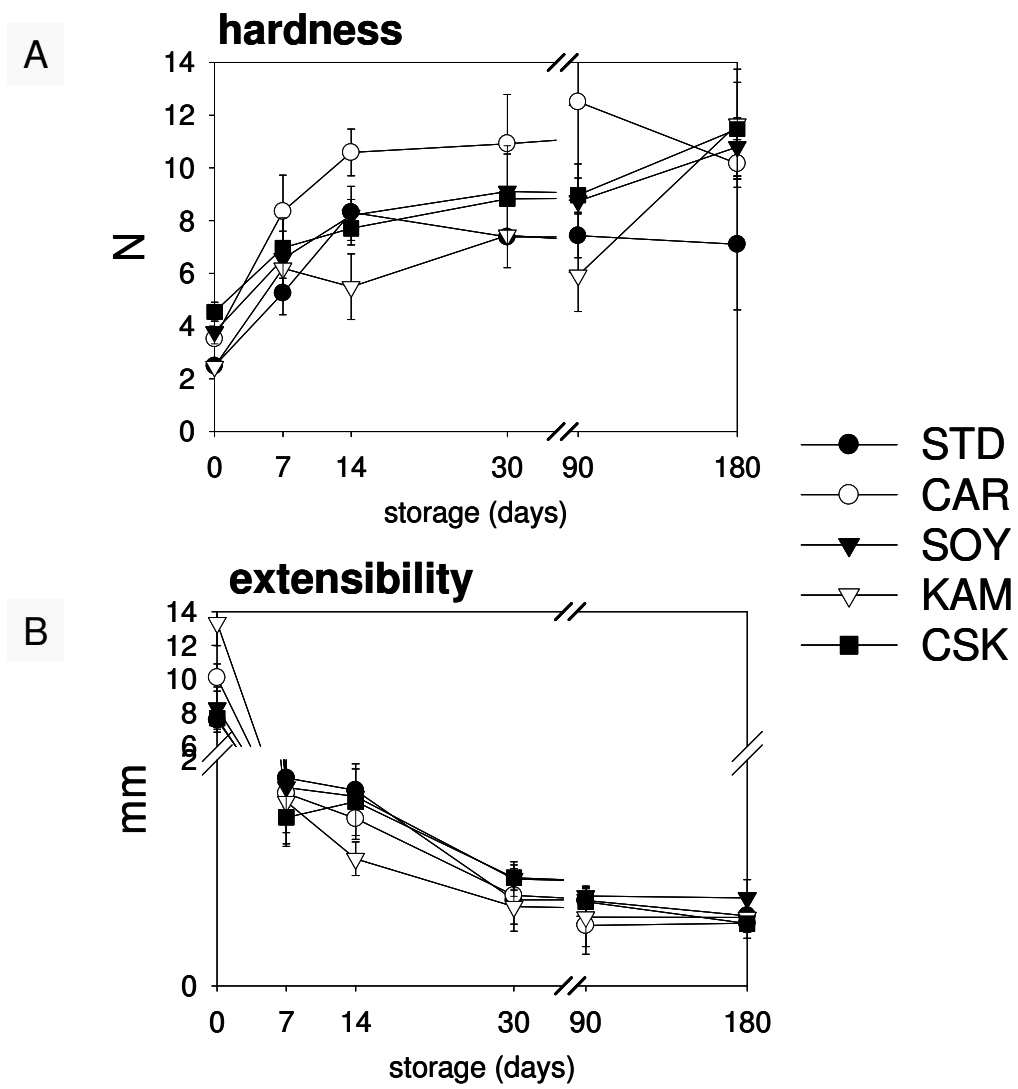 A
hardness
14
12
10
8
6
4
2
0
N
0 7 14 30 90 180
storage (days)
STD
CAR
SOY
KAM
CSK
B
extensibility
14
12
10
8
6
2
0
mm
0 7 14 30 90 180
storage (days)